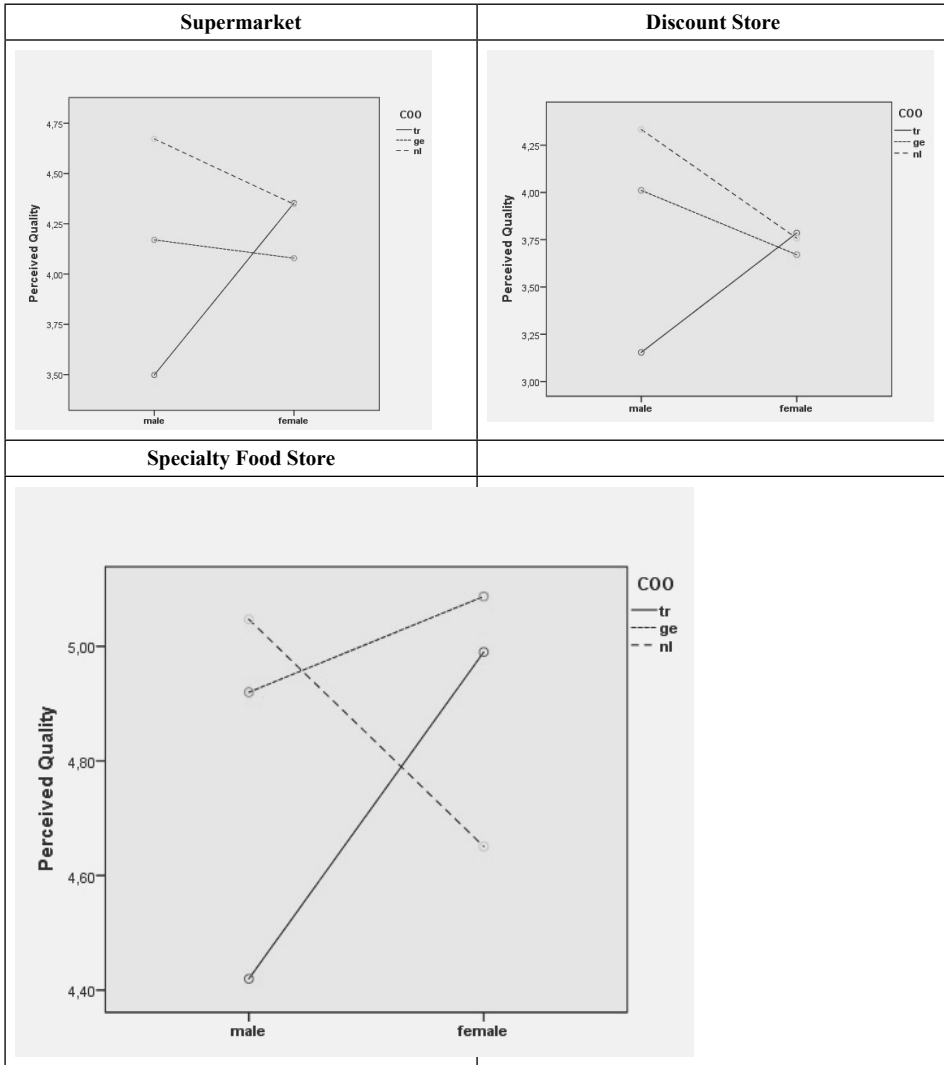 Supermarket
Discount Store
COO
tr
ge
nl
Perceived Quality
4,75
4,50
4,25
4,00
3,75
3,50
male female
COO
tr
ge
nl
Perceived Quality
4,25
4,00
3,75
3,50
3,25
3,00
male female
Specialty Food Store
COO
tr
ge
nl
Perceived Quality
5,00
4,80
4,60
4,40
male female